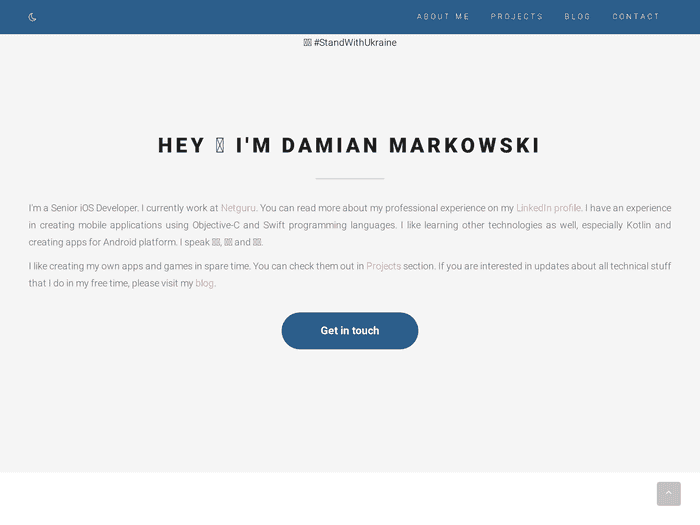 ABOUT ME PROJECTS BLOG CONTACT
#StandWithUkraine
HEY I'M DAMIAN MARKOWSKI
I'm a Senior iOS Developer. I currently work at Netguru. You can read more about my professional experience on my LinkedIn profile. I have an experience
in creating mobile applications using Objective-C and Swift programming languages. I like learning other technologies as well, especially Kotlin and
creating apps for Android platform. I speak , and .
I like creating my own apps and games in spare time. You can check them out in Projects section. If you are interested in updates about all technical stuff
that I do in my free time, please visit my blog.
Get in touch